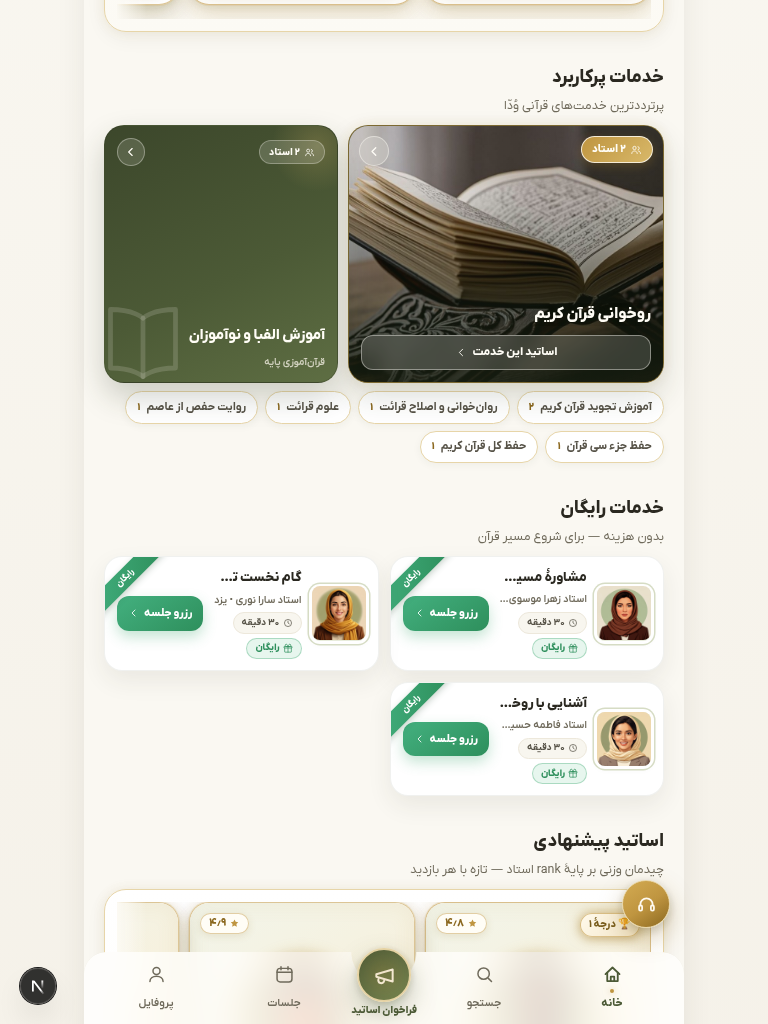 خدمات پرکاربرد
پرترددترین خدمت‌های قرآنی وُدّا
۲ استاد
روخوانی قرآن کریم
اساتید این خدمت
۲ استاد
آموزش الفبا و نوآموزان
قرآن‌آموزی پایه
آموزش تجوید قرآن کریم ۲
روان‌خوانی و اصلاح قرائت ۱
علوم قرائت ۱
روایت حفص از عاصم ۱
حفظ جزء سی قرآن ۱
حفظ کل قرآن کریم ۱
خدمات رایگان
بدون هزینه — برای شروع مسیر قرآن
رایگان
مشاورهٔ مسیـ...
استاد زهرا موسوی...
۳۰ دقیقه
رایگان
رزرو جلسه
رایگان
گام نخست تـ...
استاد سارا نوری • یزد
۳۰ دقیقه
رایگان
رزرو جلسه
رایگان
آشنایی با روخـ...
استاد فاطمه حسیـ...
۳۰ دقیقه
رایگان
رزرو جلسه
اساتید پیشنهادی
چیدمان وزنی بر پایهٔ rank استاد — تازه با هر بازدید
درجهٔ ۱
۴٫۸
۴٫۹
خانه
جستجو
فراخوان اساتید
جلسات
پروفایل
N